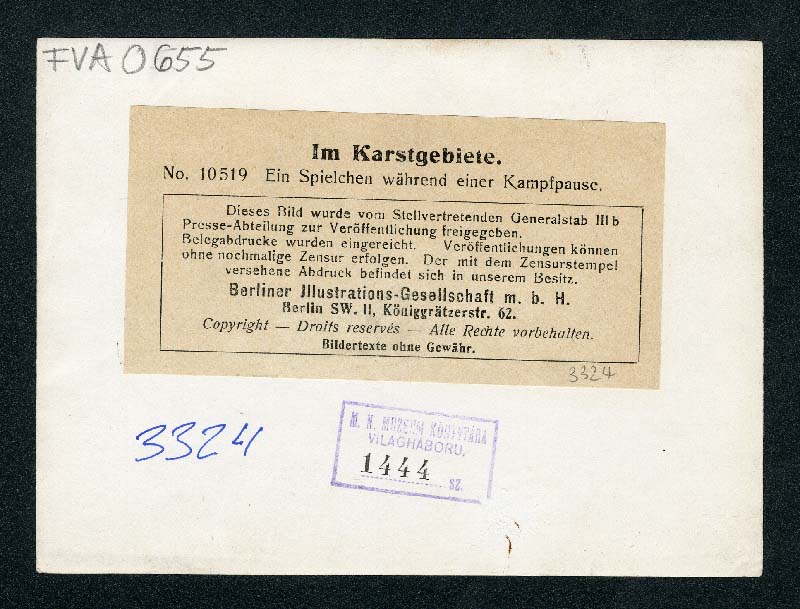 FVA 0655
Im Karstgebiete.
No. 10519 Ein Spielchen während einer Kampfpause.
Dieses Bild wurde vom Stellvertretenden Generalstab III b
Presse-Abteilung zur Veröffentlichung freigegeben.
Belegabdrucke wurden eingereicht. Veröffentlichungen können
ohne nochmalige Zensur erfolgen. Der mit dem Zensurstempel
versehene Abdruck befindet sich in unserem Besitz.
Berliner Jllustrations-Gesellschaft m. b. H.
Berlin SW. 11, Königgrätzerstr. 62.
Copyright — Droits reservés — Alle Rechte vorbehalten.
Bildertexte ohne Gewähr.
3324
3324
M. N. MUZEUM KÖNYVTÁRA
VILÁGHÁBORU.
1444
SZ.